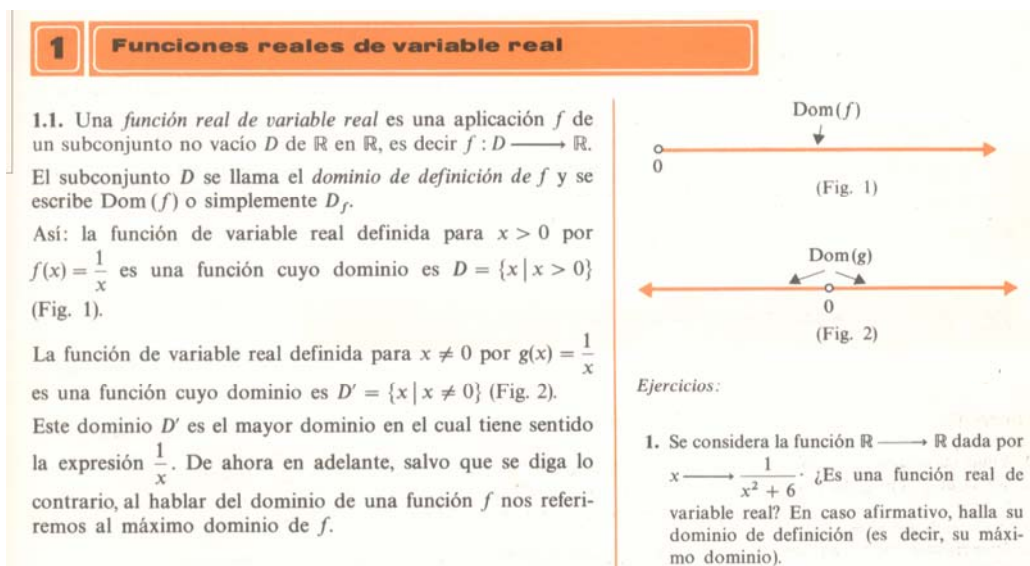 1 Funciones reales de variable real
1.1. Una función real de variable real es una aplicación f de
un subconjunto no vacío D de ℝ en ℝ, es decir f : D ⟶ ℝ.
El subconjunto D se llama el dominio de definición de f y se
escribe Dom (f) o simplemente D_f.
Así: la función de variable real definida para x > 0 por
f(x) = 1/x es una función cuyo dominio es D = {x | x > 0}
(Fig. 1).
La función de variable real definida para x ≠ 0 por g(x) = 1/x
es una función cuyo dominio es D′ = {x | x ≠ 0} (Fig. 2).
Este dominio D′ es el mayor dominio en el cual tiene sentido
la expresión 1/x. De ahora en adelante, salvo que se diga lo
contrario, al hablar del dominio de una función f nos referi-
remos al máximo dominio de f.
Dom(f)
0
(Fig. 1)
Dom(g)
0
(Fig. 2)
Ejercicios:
1. Se considera la función ℝ ⟶ ℝ dada por
x ⟶ 1/(x² + 6). ¿Es una función real de
variable real? En caso afirmativo, halla su
dominio de definición (es decir, su máxi-
mo dominio).